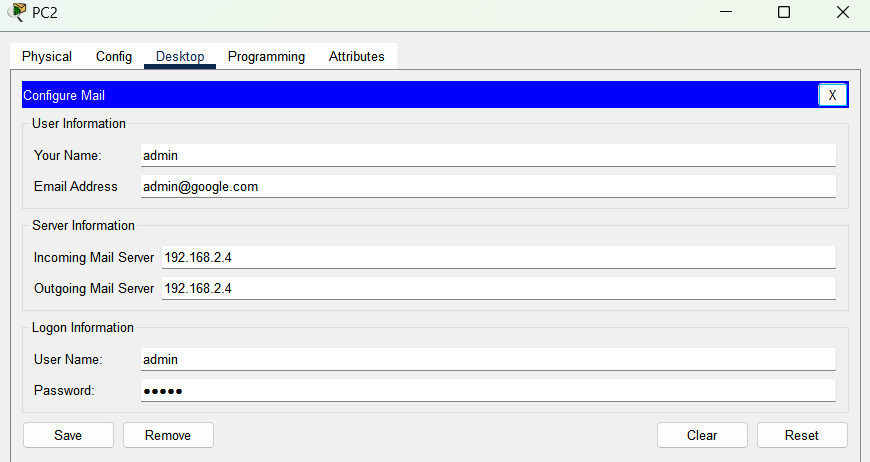 PC2
Physical Config Desktop Programming Attributes
Configure Mail X
User Information
Your Name: admin
Email Address admin@google.com
Server Information
Incoming Mail Server 192.168.2.4
Outgoing Mail Server 192.168.2.4
Logon Information
User Name: admin
Password: ●●●●●
Save Remove Clear Reset